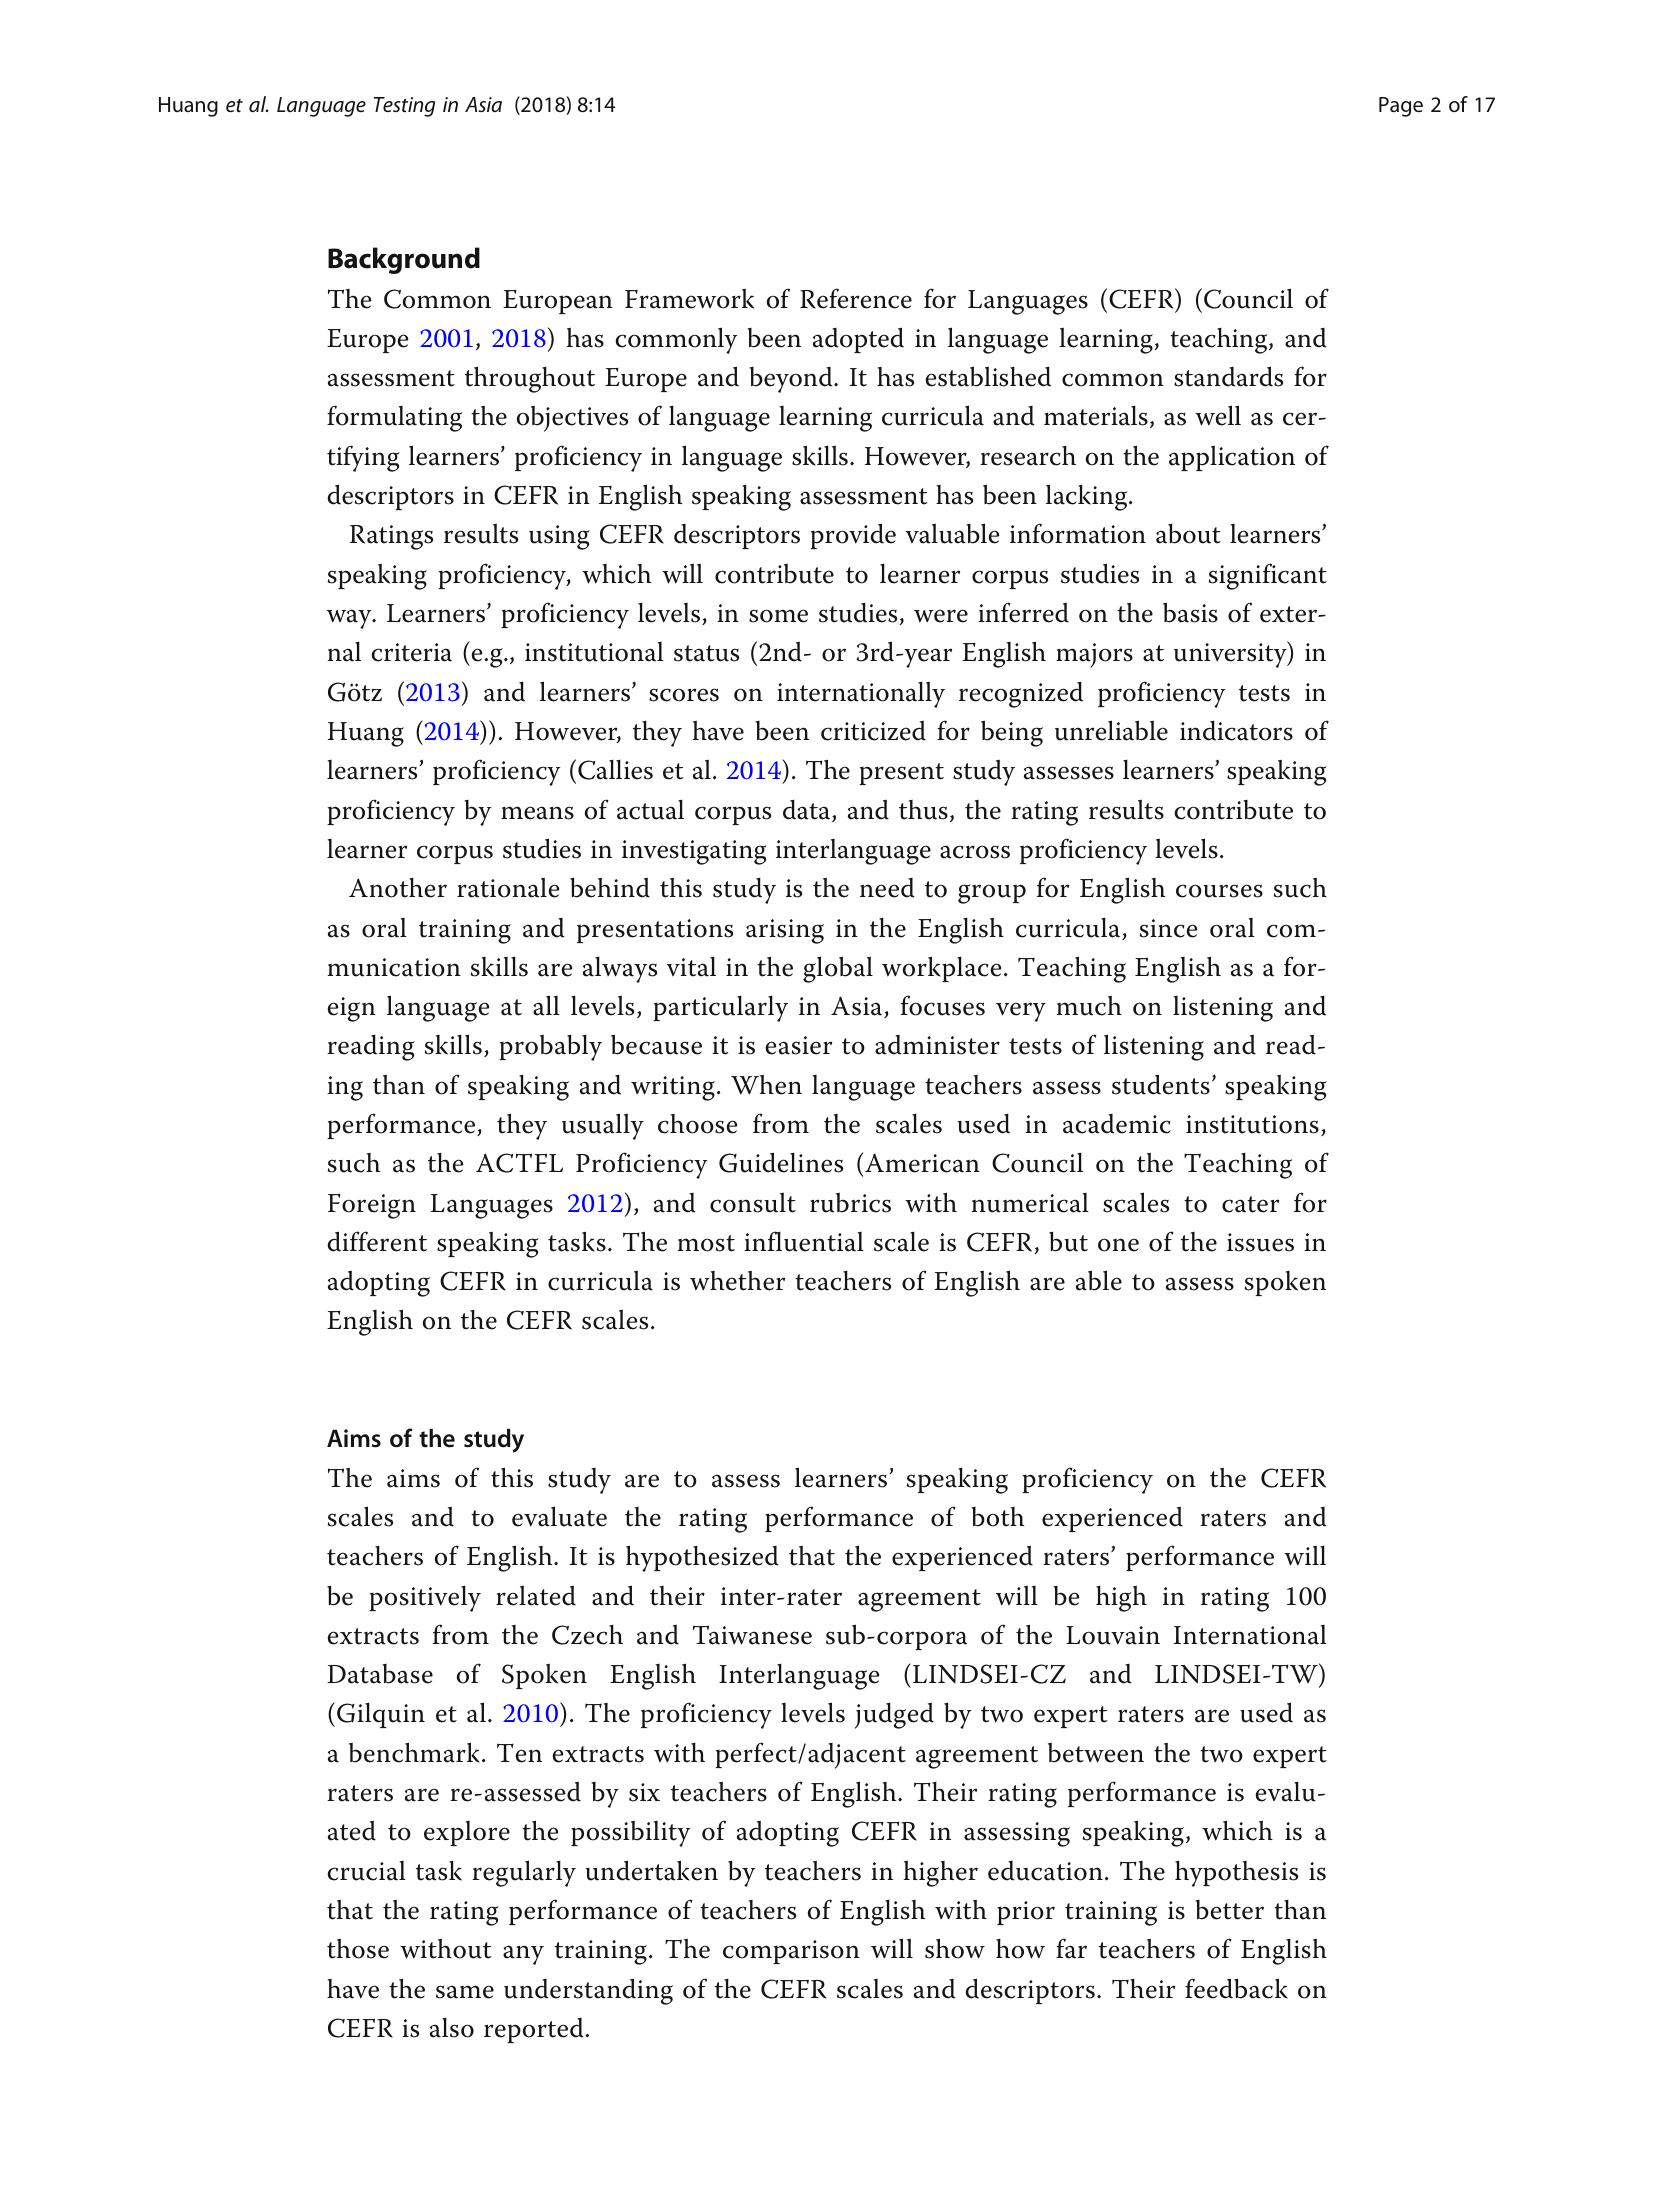 Huang et al. Language Testing in Asia (2018) 8:14
Page 2 of 17
Background
The Common European Framework of Reference for Languages (CEFR) (Council of
Europe 2001, 2018) has commonly been adopted in language learning, teaching, and
assessment throughout Europe and beyond. It has established common standards for
formulating the objectives of language learning curricula and materials, as well as cer-
tifying learners’ proficiency in language skills. However, research on the application of
descriptors in CEFR in English speaking assessment has been lacking.
Ratings results using CEFR descriptors provide valuable information about learners’
speaking proficiency, which will contribute to learner corpus studies in a significant
way. Learners’ proficiency levels, in some studies, were inferred on the basis of exter-
nal criteria (e.g., institutional status (2nd- or 3rd-year English majors at university) in
Götz (2013) and learners’ scores on internationally recognized proficiency tests in
Huang (2014)). However, they have been criticized for being unreliable indicators of
learners’ proficiency (Callies et al. 2014). The present study assesses learners’ speaking
proficiency by means of actual corpus data, and thus, the rating results contribute to
learner corpus studies in investigating interlanguage across proficiency levels.
Another rationale behind this study is the need to group for English courses such
as oral training and presentations arising in the English curricula, since oral com-
munication skills are always vital in the global workplace. Teaching English as a for-
eign language at all levels, particularly in Asia, focuses very much on listening and
reading skills, probably because it is easier to administer tests of listening and read-
ing than of speaking and writing. When language teachers assess students’ speaking
performance, they usually choose from the scales used in academic institutions,
such as the ACTFL Proficiency Guidelines (American Council on the Teaching of
Foreign Languages 2012), and consult rubrics with numerical scales to cater for
different speaking tasks. The most influential scale is CEFR, but one of the issues in
adopting CEFR in curricula is whether teachers of English are able to assess spoken
English on the CEFR scales.
Aims of the study
The aims of this study are to assess learners’ speaking proficiency on the CEFR
scales and to evaluate the rating performance of both experienced raters and
teachers of English. It is hypothesized that the experienced raters’ performance will
be positively related and their inter-rater agreement will be high in rating 100
extracts from the Czech and Taiwanese sub-corpora of the Louvain International
Database of Spoken English Interlanguage (LINDSEI-CZ and LINDSEI-TW)
(Gilquin et al. 2010). The proficiency levels judged by two expert raters are used as
a benchmark. Ten extracts with perfect/adjacent agreement between the two expert
raters are re-assessed by six teachers of English. Their rating performance is evalu-
ated to explore the possibility of adopting CEFR in assessing speaking, which is a
crucial task regularly undertaken by teachers in higher education. The hypothesis is
that the rating performance of teachers of English with prior training is better than
those without any training. The comparison will show how far teachers of English
have the same understanding of the CEFR scales and descriptors. Their feedback on
CEFR is also reported.